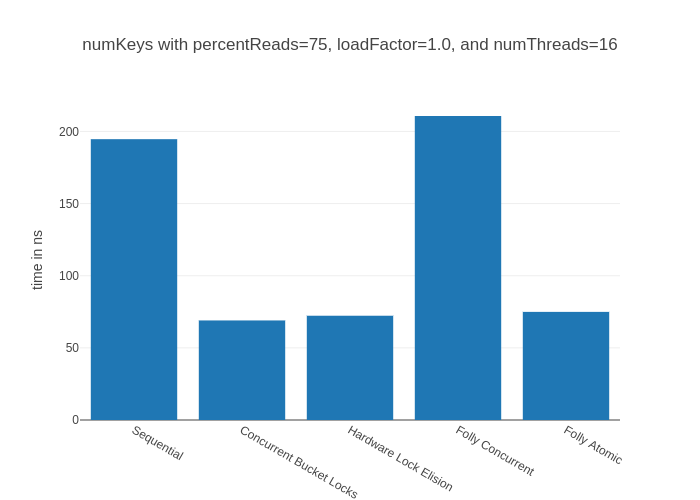 numKeys with percentReads=75, loadFactor=1.0, and numThreads=16
time in ns
200
150
100
50
0
Sequential
Concurrent Bucket Locks
Hardware Lock Elision
Folly Concurrent
Folly Atomic